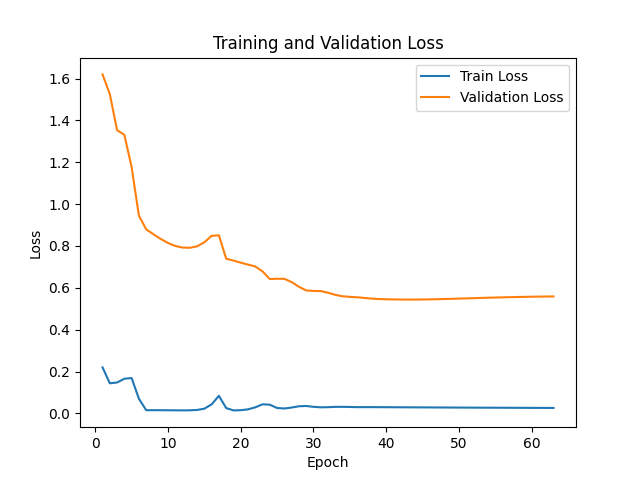 Training and Validation Loss
Train Loss
Validation Loss
1.6
1.4
1.2
1.0
0.8
0.6
0.4
0.2
0.0
Loss
0 10 20 30 40 50 60
Epoch